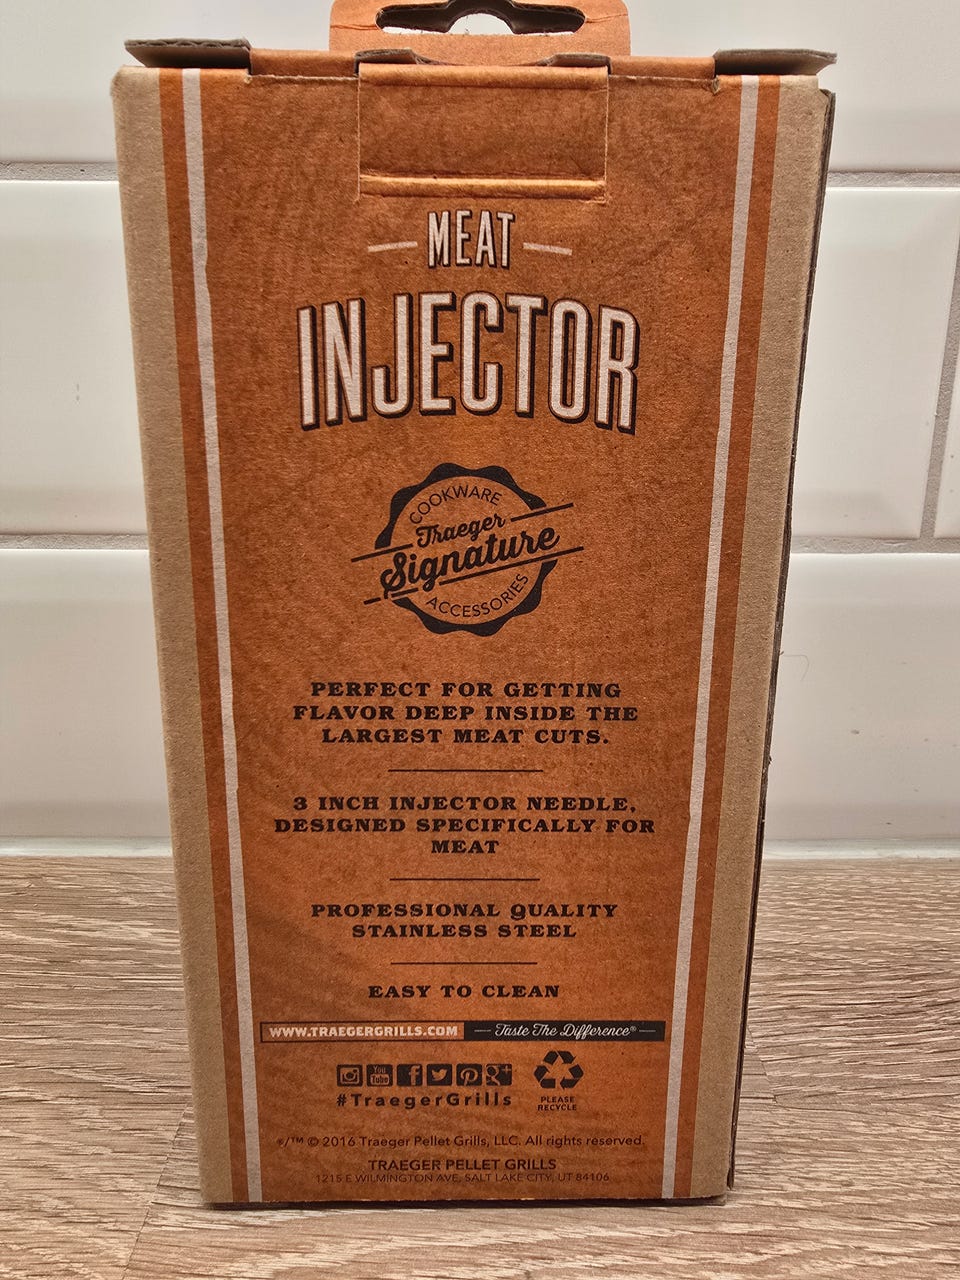 MEAT
INJECTOR
COOKWARE
Traeger
Signature
ACCESSORIES
PERFECT FOR GETTING
FLAVOR DEEP INSIDE THE
LARGEST MEAT CUTS.
3 INCH INJECTOR NEEDLE,
DESIGNED SPECIFICALLY FOR
MEAT
PROFESSIONAL QUALITY
STAINLESS STEEL
EASY TO CLEAN
WWW.TRAEGERGRILLS.COM Taste The Difference®
You
Tube
#TraegerGrills
PLEASE
RECYCLE
®/™ © 2016 Traeger Pellet Grills, LLC. All rights reserved.
TRAEGER PELLET GRILLS
1215 E WILMINGTON AVE, SALT LAKE CITY, UT 84106